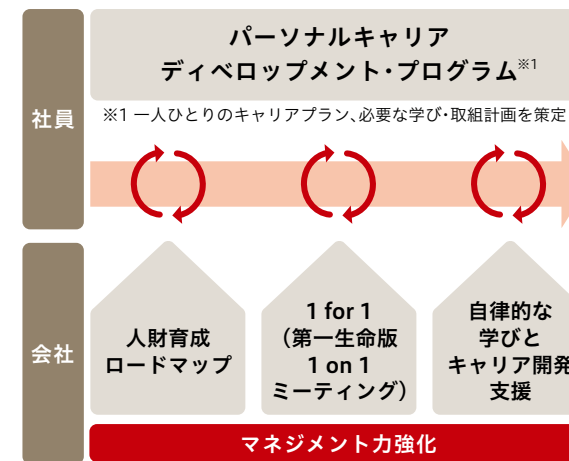 パーソナルキャリア
ディベロップメント・プログラム※1
社員
※1 一人ひとりのキャリアプラン、必要な学び・取組計画を策定
会社
人財育成
ロードマップ
1 for 1
（第一生命版
1 on 1
ミーティング）
自律的な
学びと
キャリア開発
支援
マネジメント力強化